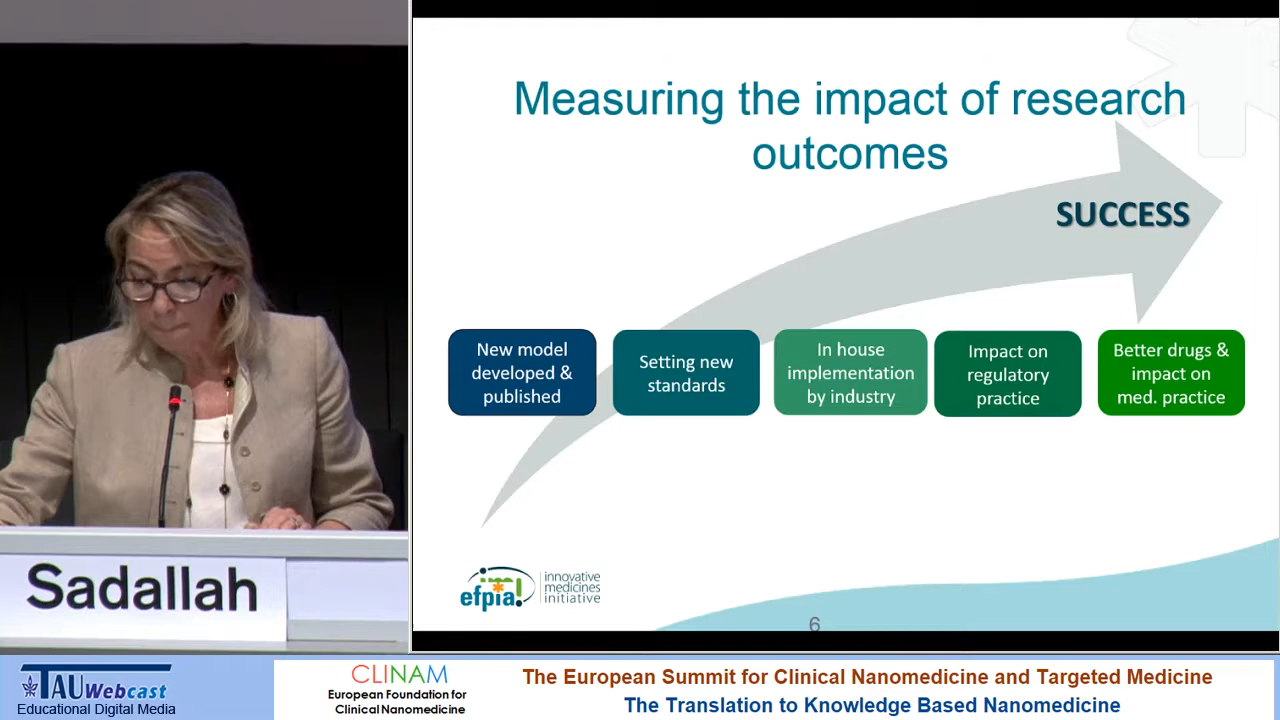 Measuring the impact of research
outcomes
SUCCESS
New model
developed &
published
Setting new
standards
In house
implementation
by industry
Impact on
regulatory
practice
Better drugs &
impact on
med. practice
efpia
imi
innovative
medicines
initiative
6
Sadallah
TAU Webcast
Educational Digital Media
CLINAM
European Foundation for
Clinical Nanomedicine
The European Summit for Clinical Nanomedicine and Targeted Medicine
The Translation to Knowledge Based Nanomedicine